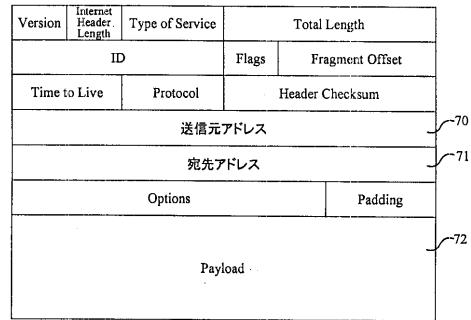 Version Internet Header Length Type of Service Total Length
ID Flags Fragment Offset
Time to Live Protocol Header Checksum
送信元アドレス 70
宛先アドレス 71
Options Padding
Payload 72